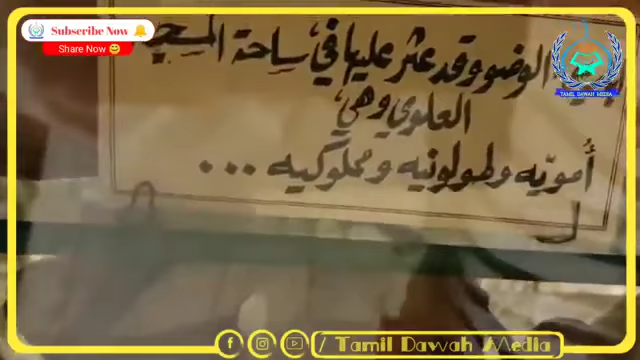 Subscribe Now
Share Now
الوضوء وقد عثر عليها في ساحة المسجد
العلوي وهي
أمويّه وطولونيه ومملوكيه ...
TAMIL DAWAH MEDIA
/ Tamil Dawah Media